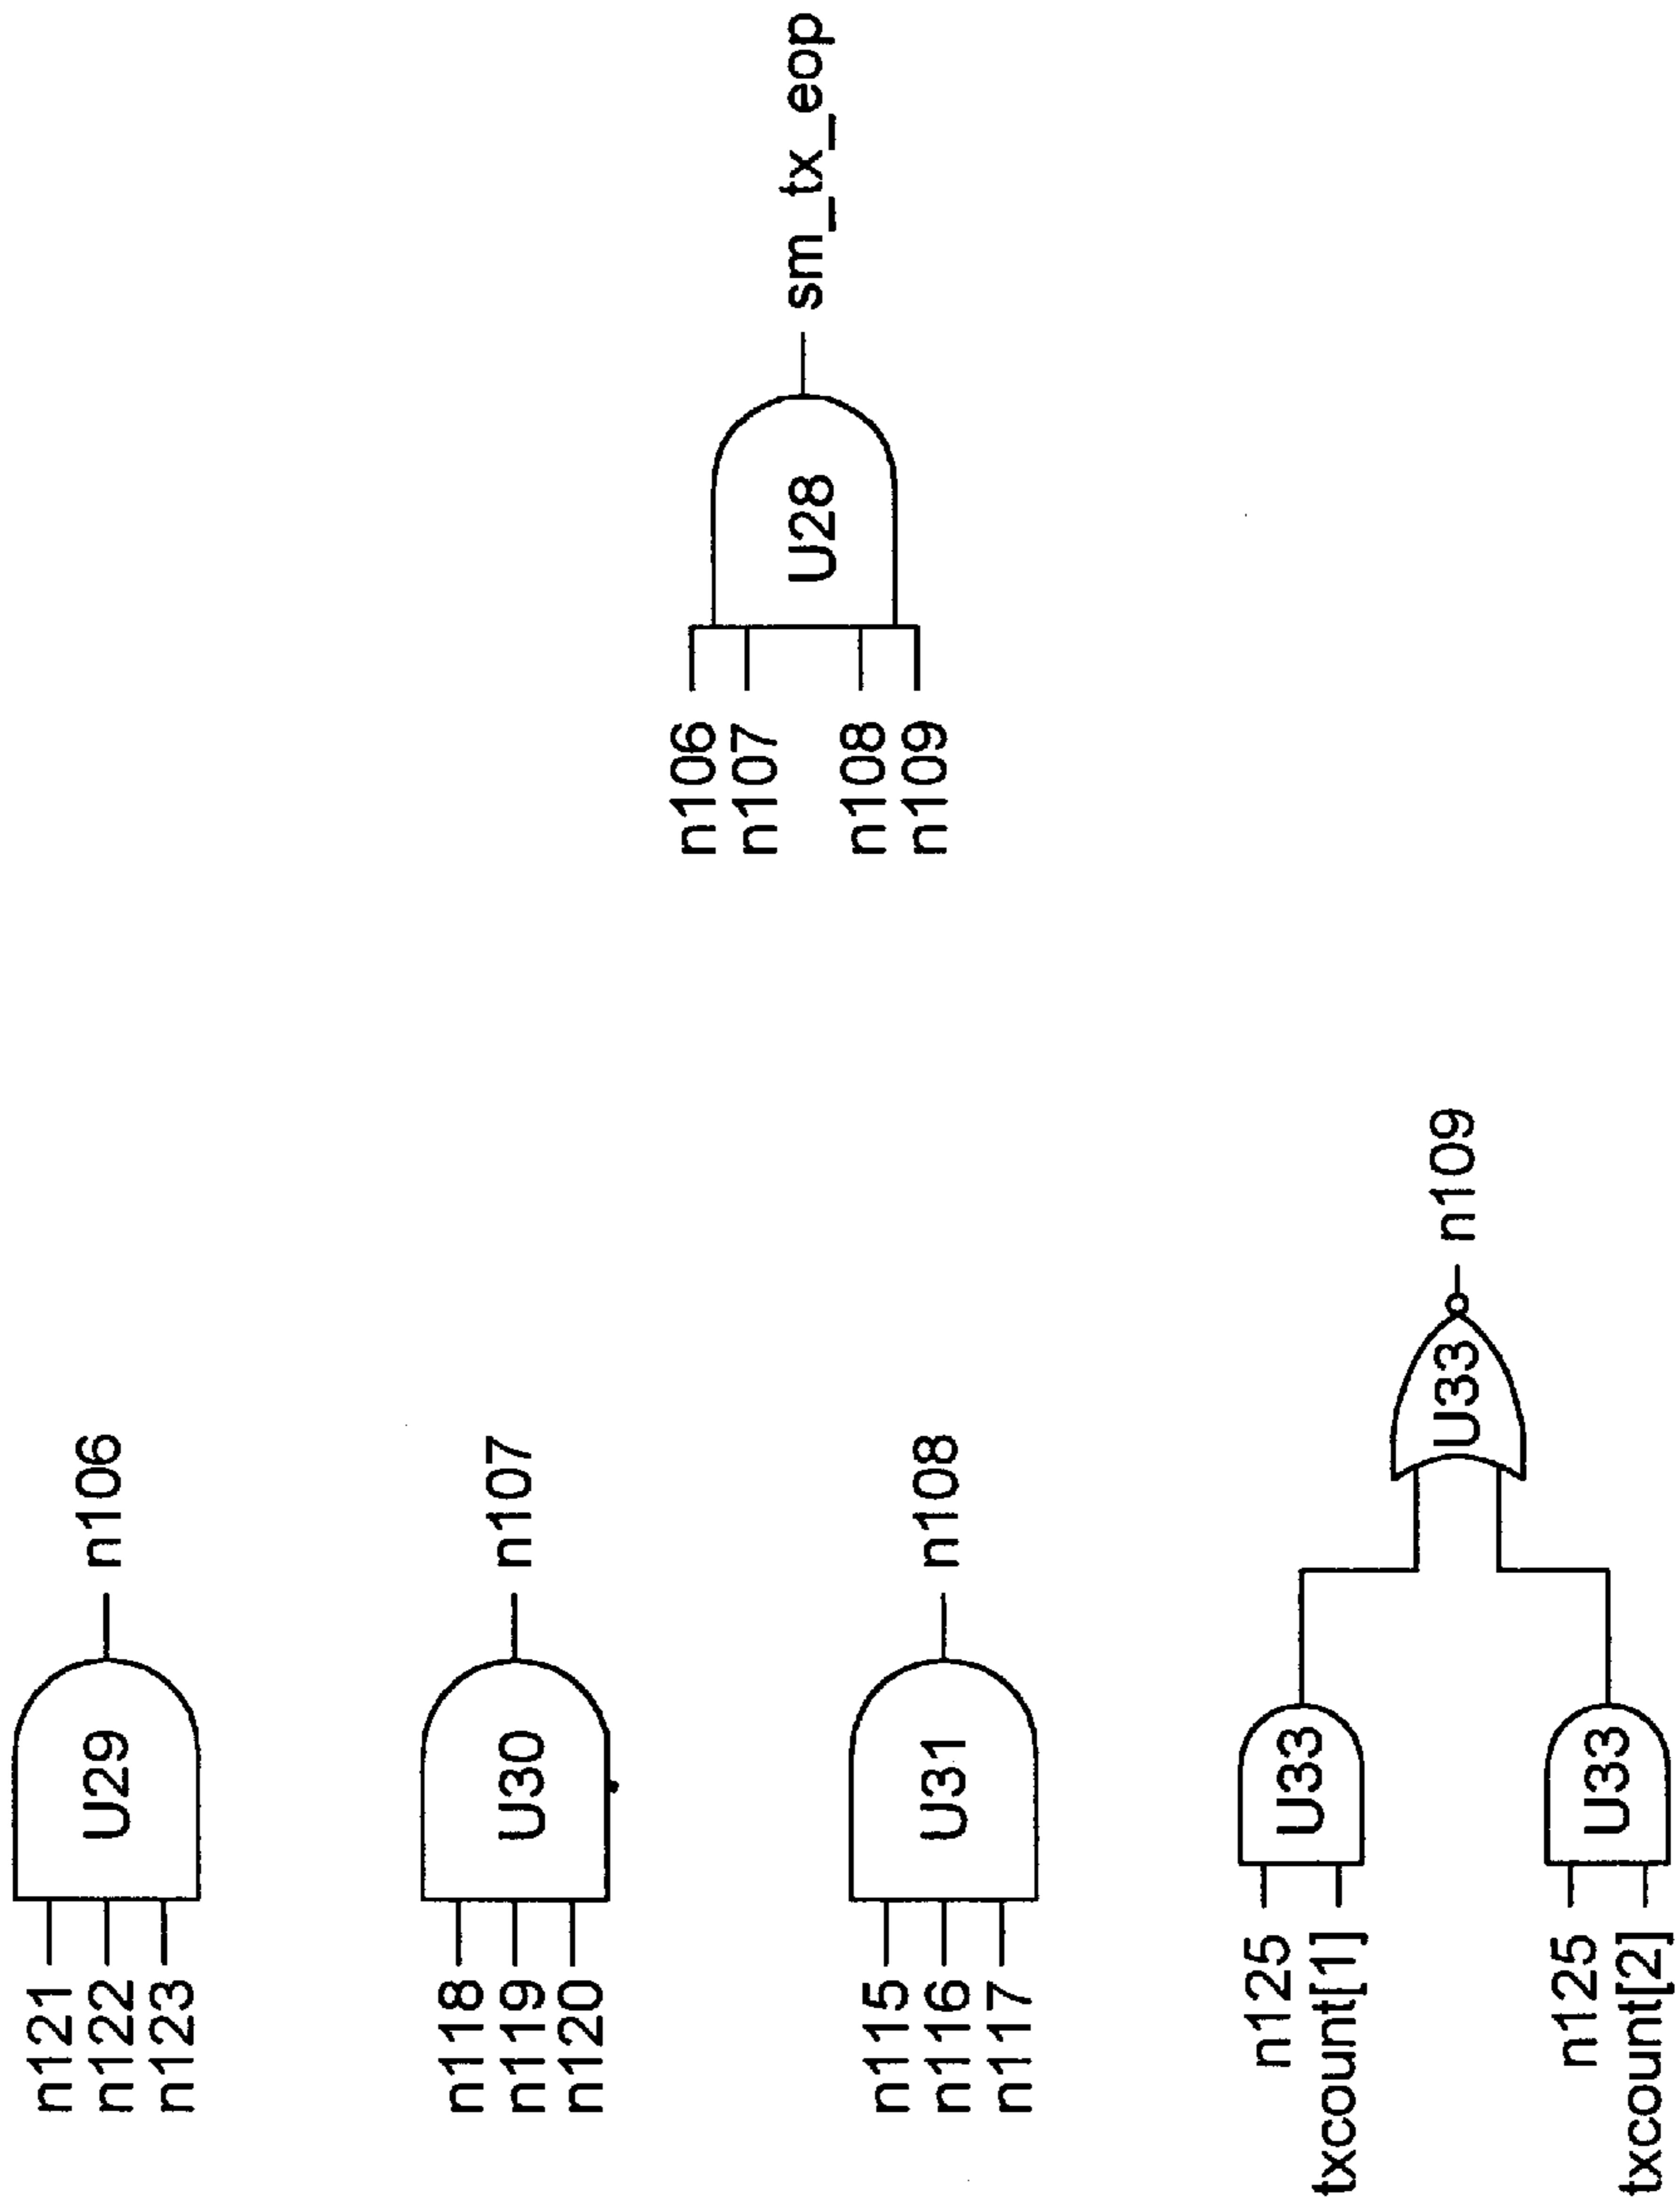 n121
n122
n123
U29
n106
n118
n119
n120
U30
n107
n115
n116
n117
U31
n108
n125
txcount[1]
U33
n125
txcount[2]
U33
U33
n109
n106
n107
n108
n109
U28
sm_tx_eop